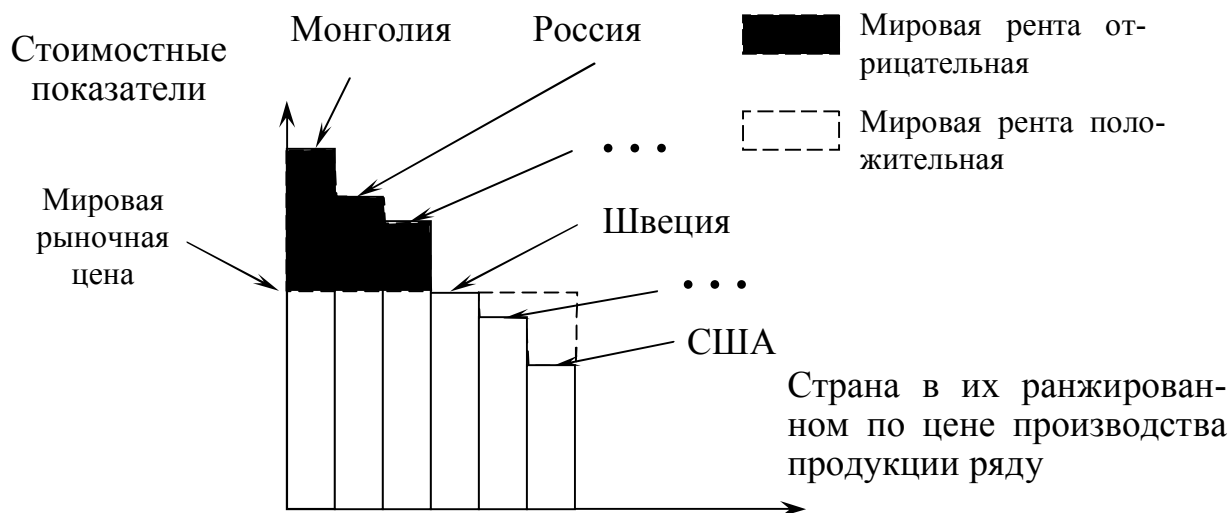 Стоимостные
показатели
Монголия
Россия
Мировая рента от-
рицательная
Мировая рента поло-
жительная
• • •
Мировая
рыночная
цена
Швеция
• • •
США
Страна в их ранжирован-
ном по цене производства
продукции ряду